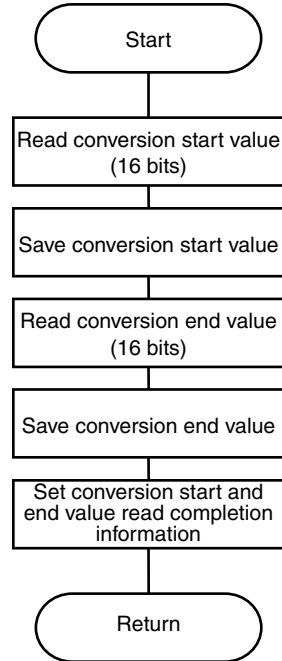 Start
Read conversion start value
(16 bits)
Save conversion start value
Read conversion end value
(16 bits)
Save conversion end value
Set conversion start and
end value read completion
information
Return